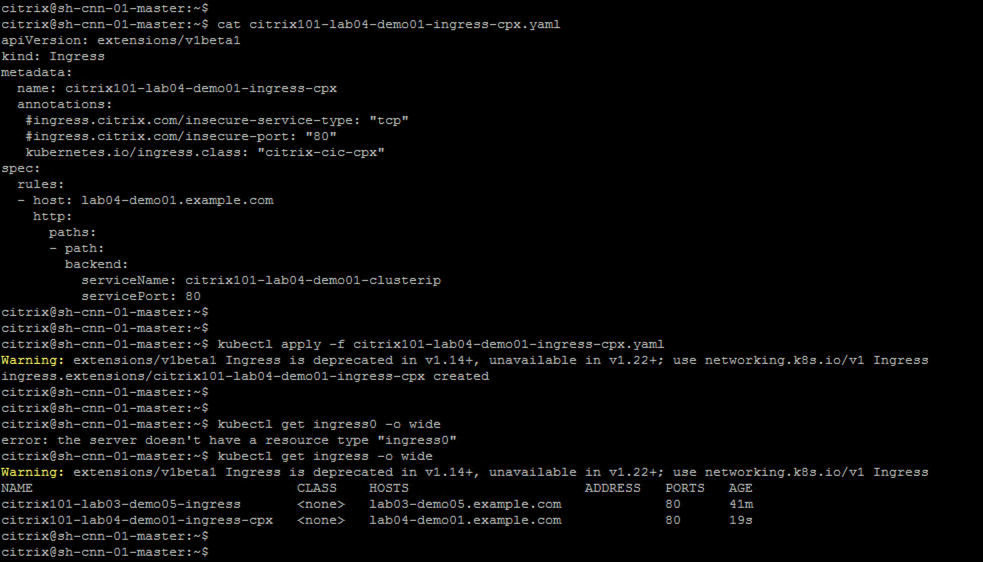 citrix@sh-cnn-01-master:~$
citrix@sh-cnn-01-master:~$ cat citrix101-lab04-demo01-ingress-cpx.yaml
apiVersion: extensions/v1beta1
kind: Ingress
metadata:
  name: citrix101-lab04-demo01-ingress-cpx
  annotations:
   #ingress.citrix.com/insecure-service-type: "tcp"
   #ingress.citrix.com/insecure-port: "80"
   kubernetes.io/ingress.class: "citrix-cic-cpx"
spec:
  rules:
  - host: lab04-demo01.example.com
    http:
      paths:
      - path:
        backend:
          serviceName: citrix101-lab04-demo01-clusterip
          servicePort: 80
citrix@sh-cnn-01-master:~$
citrix@sh-cnn-01-master:~$
citrix@sh-cnn-01-master:~$ kubectl apply -f citrix101-lab04-demo01-ingress-cpx.yaml
Warning: extensions/v1beta1 Ingress is deprecated in v1.14+, unavailable in v1.22+; use networking.k8s.io/v1 Ingress
ingress.extensions/citrix101-lab04-demo01-ingress-cpx created
citrix@sh-cnn-01-master:~$
citrix@sh-cnn-01-master:~$
citrix@sh-cnn-01-master:~$ kubectl get ingress0 -o wide
error: the server doesn't have a resource type "ingress0"
citrix@sh-cnn-01-master:~$ kubectl get ingress -o wide
Warning: extensions/v1beta1 Ingress is deprecated in v1.14+, unavailable in v1.22+; use networking.k8s.io/v1 Ingress
NAME                                 CLASS    HOSTS                      ADDRESS   PORTS   AGE
citrix101-lab03-demo05-ingress       <none>   lab03-demo05.example.com             80      41m
citrix101-lab04-demo01-ingress-cpx   <none>   lab04-demo01.example.com             80      19s
citrix@sh-cnn-01-master:~$
citrix@sh-cnn-01-master:~$